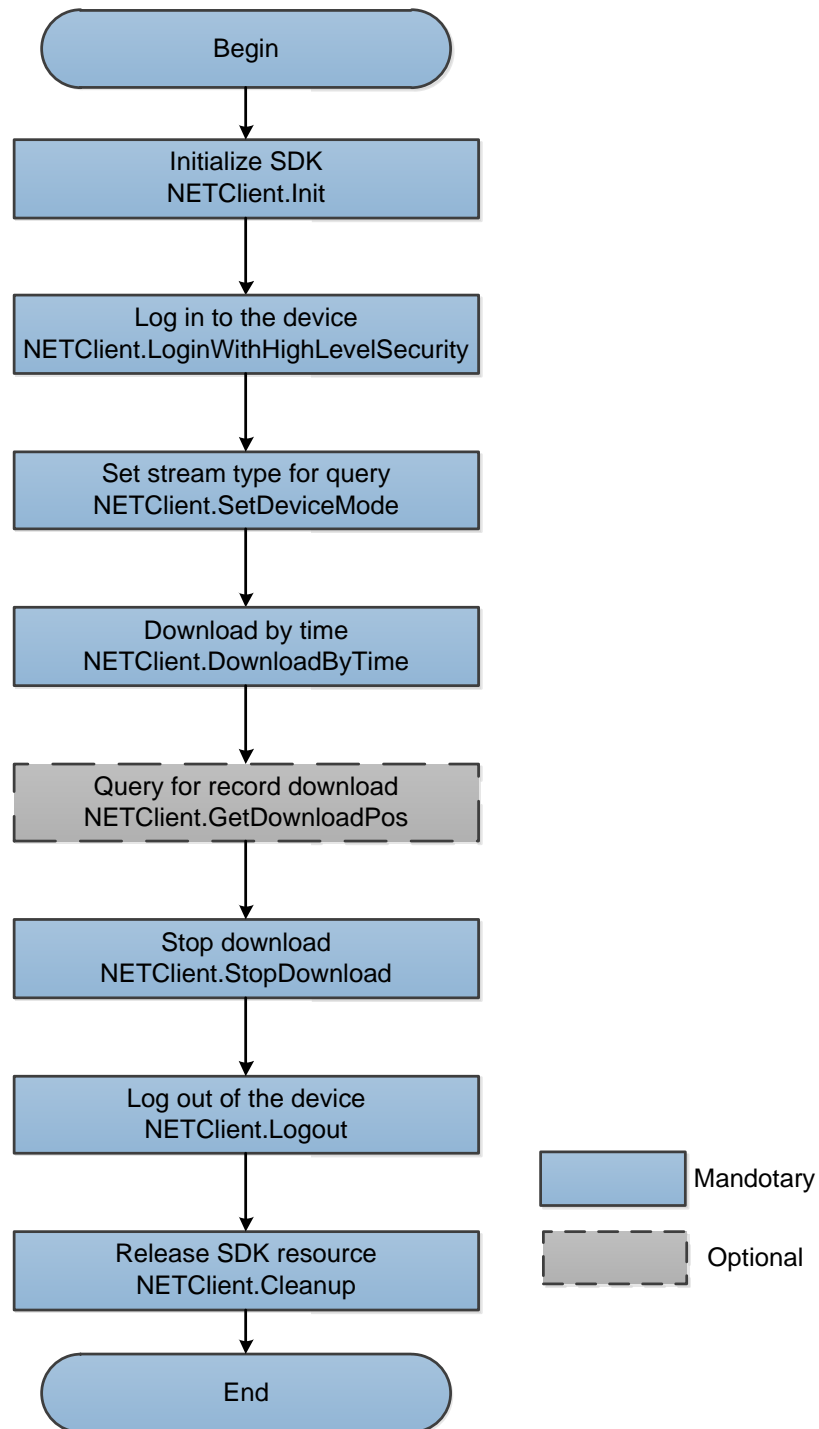 Begin
Initialize SDK
NETClient.Init
Log in to the device
NETClient.LoginWithHighLevelSecurity
Set stream type for query
NETClient.SetDeviceMode
Download by time
NETClient.DownloadByTime
Query for record download
NETClient.GetDownloadPos
Stop download
NETClient.StopDownload
Log out of the device
NETClient.Logout
Release SDK resource
NETClient.Cleanup
End
Mandotary
Optional